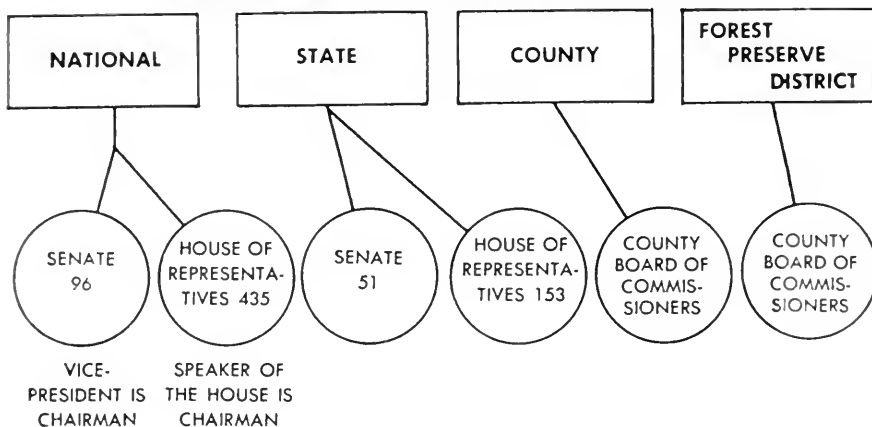 NATIONAL
STATE
COUNTY
FOREST
PRESERVE
DISTRICT
SENATE
96
HOUSE OF
REPRESENTA-
TIVES 435
SENATE
51
HOUSE OF
REPRESENTA-
TIVES 153
COUNTY
BOARD OF
COMMIS-
SIONERS
COUNTY
BOARD OF
COMMIS-
SIONERS
VICE-
PRESIDENT IS
CHAIRMAN
SPEAKER OF
THE HOUSE IS
CHAIRMAN